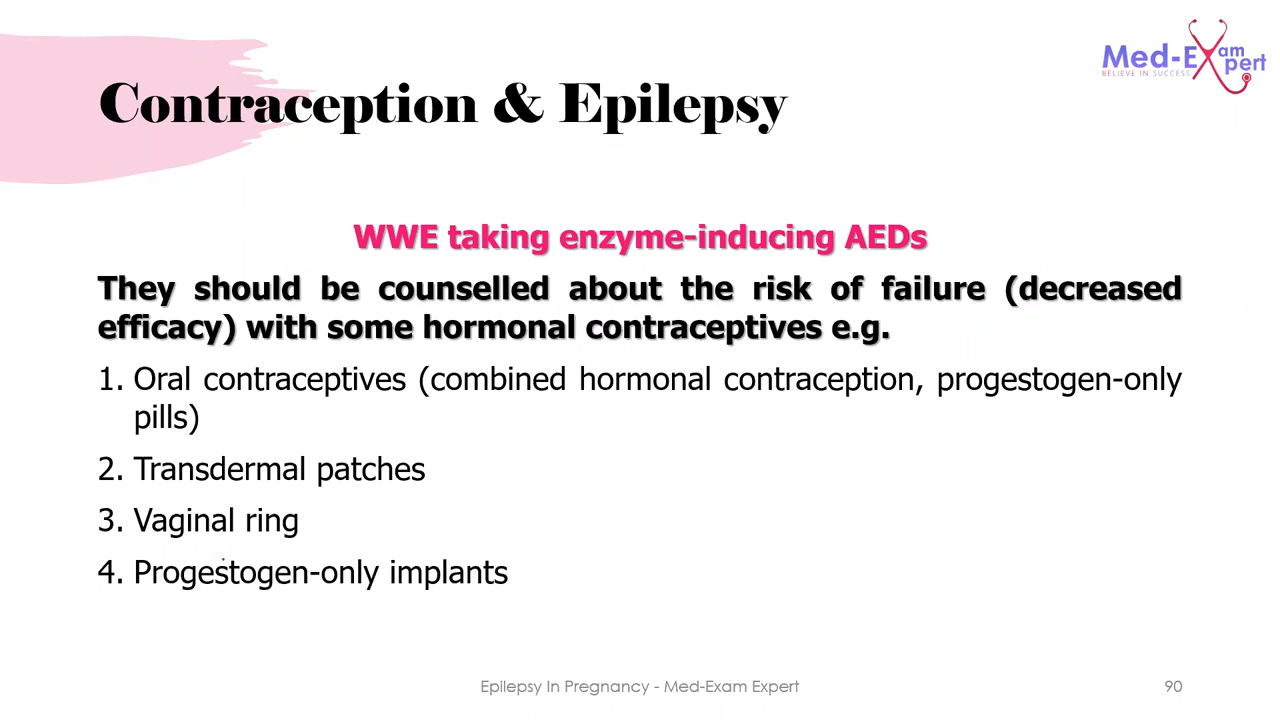 Med-Exam Expert
BELIEVE IN SUCCESS
Contraception & Epilepsy
WWE taking enzyme-inducing AEDs
They should be counselled about the risk of failure (decreased
efficacy) with some hormonal contraceptives e.g.
1. Oral contraceptives (combined hormonal contraception, progestogen-only
pills)
2. Transdermal patches
3. Vaginal ring
4. Progestogen-only implants
Epilepsy In Pregnancy - Med-Exam Expert
90